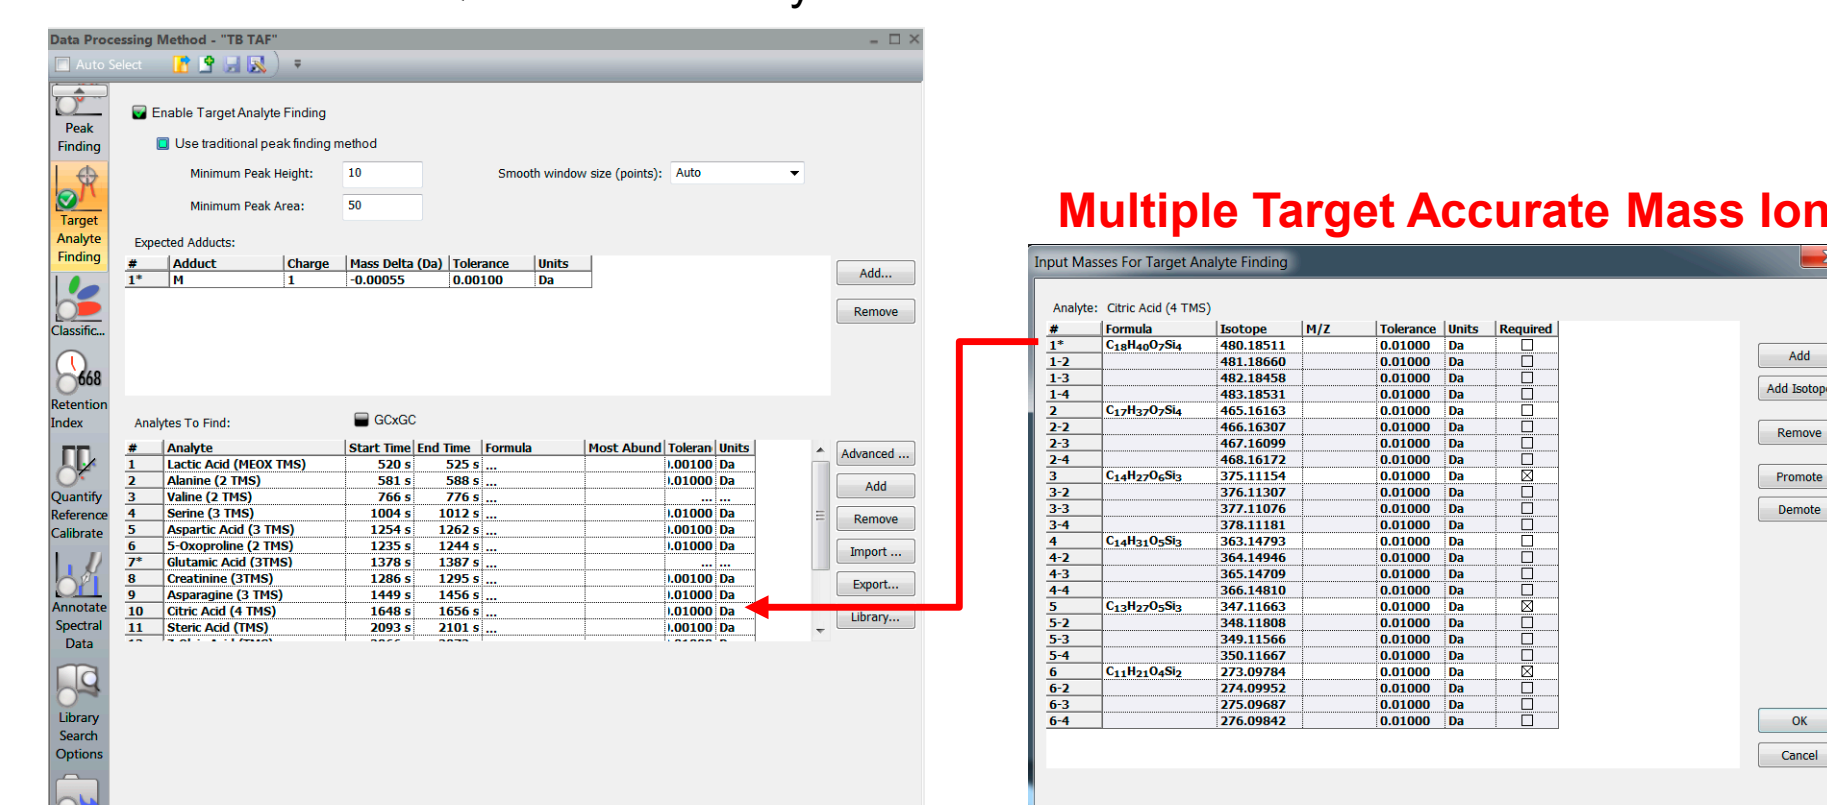 Data Processing Method - "TB TAF"
Auto Select
Peak
Finding
Target
Analyte
Finding
Classific...
668
Retention
Index
Quantify
Reference
Calibrate
Annotate
Spectral
Data
Library
Search
Options
Enable Target Analyte Finding
Use traditional peak finding method
Minimum Peak Height: 10 Smooth window size (points): Auto
Minimum Peak Area: 50
Expected Adducts:
# Adduct Charge Mass Delta (Da) Tolerance Units
1* M 1 -0.00055 0.00100 Da
Add...
Remove
Analytes To Find: GCxGC
# Analyte Start Time End Time Formula Most Abund Toleran Units
1 Lactic Acid (MEOX TMS) 520 s 525 s ... .00100 Da
2 Alanine (2 TMS) 581 s 588 s ... .01000 Da
3 Valine (2 TMS) 766 s 776 s ... ... ...
4 Serine (3 TMS) 1004 s 1012 s ... .01000 Da
5 Aspartic Acid (3 TMS) 1254 s 1262 s ... .00100 Da
6 5-Oxoproline (2 TMS) 1235 s 1244 s ... .01000 Da
7* Glutamic Acid (3TMS) 1378 s 1387 s ... ... ...
8 Creatinine (3TMS) 1286 s 1295 s ... .00100 Da
9 Asparagine (3 TMS) 1449 s 1456 s ... .01000 Da
10 Citric Acid (4 TMS) 1648 s 1656 s ... .01000 Da
11 Steric Acid (TMS) 2093 s 2101 s ... .00100 Da
Advanced ...
Add
Remove
Import ...
Export...
Library...
Multiple Target Accurate Mass Ion
Input Masses For Target Analyte Finding
Analyte: Citric Acid (4 TMS)
# Formula Isotope M/Z Tolerance Units Required
1* C18H40O7Si4 480.18511 0.01000 Da
1-2 481.18660 0.01000 Da
1-3 482.18458 0.01000 Da
1-4 483.18531 0.01000 Da
2 C17H37O7Si4 465.16163 0.01000 Da
2-2 466.16307 0.01000 Da
2-3 467.16099 0.01000 Da
2-4 468.16172 0.01000 Da
3 C14H27O6Si3 375.11154 0.01000 Da
3-2 376.11307 0.01000 Da
3-3 377.11076 0.01000 Da
3-4 378.11181 0.01000 Da
4 C14H31O5Si3 363.14793 0.01000 Da
4-2 364.14946 0.01000 Da
4-3 365.14709 0.01000 Da
4-4 366.14810 0.01000 Da
5 C13H27O5Si3 347.11663 0.01000 Da
5-2 348.11808 0.01000 Da
5-3 349.11566 0.01000 Da
5-4 350.11667 0.01000 Da
6 C11H21O4Si2 273.09784 0.01000 Da
6-2 274.09952 0.01000 Da
6-3 275.09687 0.01000 Da
6-4 276.09842 0.01000 Da
Add
Add Isotop
Remove
Promote
Demote
OK
Cancel